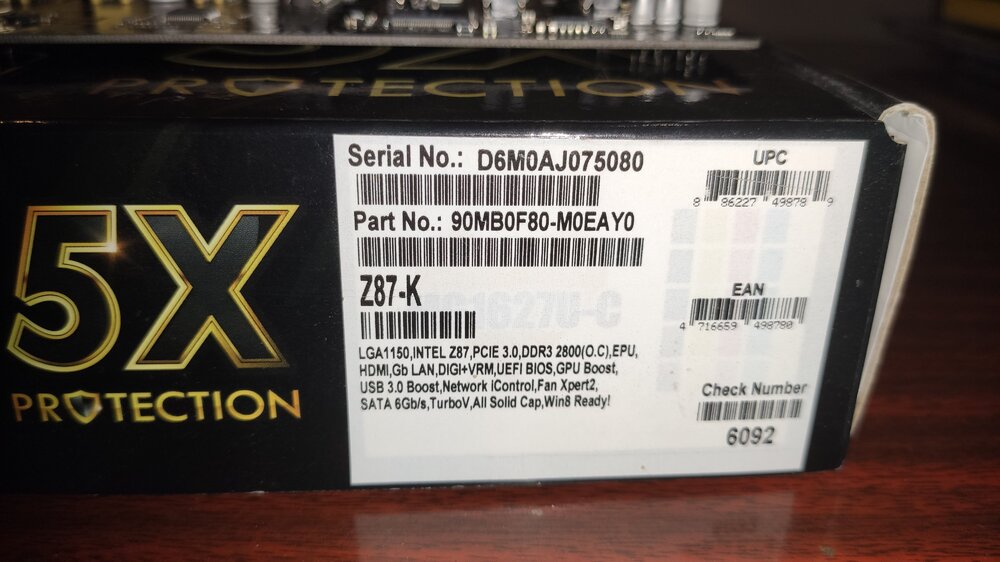 5X
PROTECTION
5X
PROTECTION
Serial No.: D6M0AJ075080
Part No.: 90MB0F80-M0EAY0
Z87-K
LGA1150,INTEL Z87,PCIE 3.0,DDR3 2800(O.C),EPU,
HDMI,Gb LAN,DIGI+VRM,UEFI BIOS,GPU Boost,
USB 3.0 Boost,Network iControl,Fan Xpert2,
SATA 6Gb/s,TurboV,All Solid Cap,Win8 Ready!
UPC
8 86227 49878 9
EAN
4 716659 498780
Check Number
6092